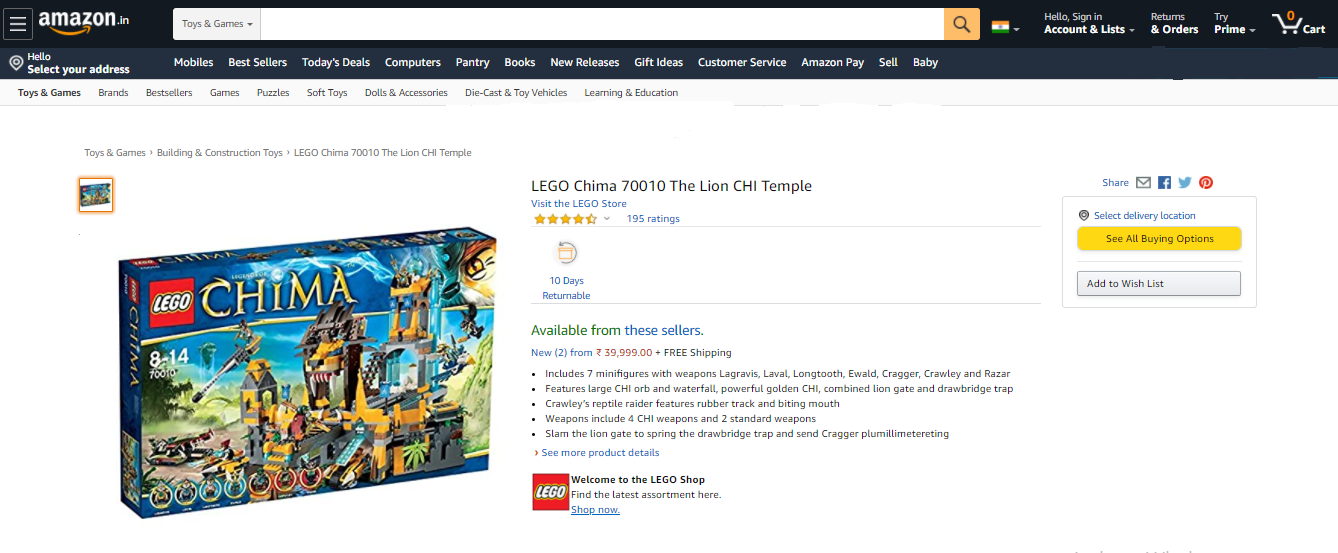 amazon.in
Toys & Games
Hello, Sign in
Account & Lists
Returns
& Orders
Try
Prime
0
Cart
Hello
Select your address
Mobiles Best Sellers Today's Deals Computers Pantry Books New Releases Gift Ideas Customer Service Amazon Pay Sell Baby
Toys & Games Brands Bestsellers Games Puzzles Soft Toys Dolls & Accessories Die-Cast & Toy Vehicles Learning & Education
Toys & Games › Building & Construction Toys › LEGO Chima 70010 The Lion CHI Temple
LEGO Chima 70010 The Lion CHI Temple
Visit the LEGO Store
195 ratings
10 Days
Returnable
Available from these sellers.
New (2) from ₹ 39,999.00 + FREE Shipping
Includes 7 minifigures with weapons Lagravis, Laval, Longtooth, Ewald, Cragger, Crawley and Razar
Features large CHI orb and waterfall, powerful golden CHI, combined lion gate and drawbridge trap
Crawley's reptile raider features rubber track and biting mouth
Weapons include 4 CHI weapons and 2 standard weapons
Slam the lion gate to spring the drawbridge trap and send Cragger plumillimetereting
› See more product details
LEGO
Welcome to the LEGO Shop
Find the latest assortment here.
Shop now.
Share
Select delivery location
See All Buying Options
Add to Wish List
LEGO
LEGENDS OF
CHIMA
CHIMA
8-14
70010